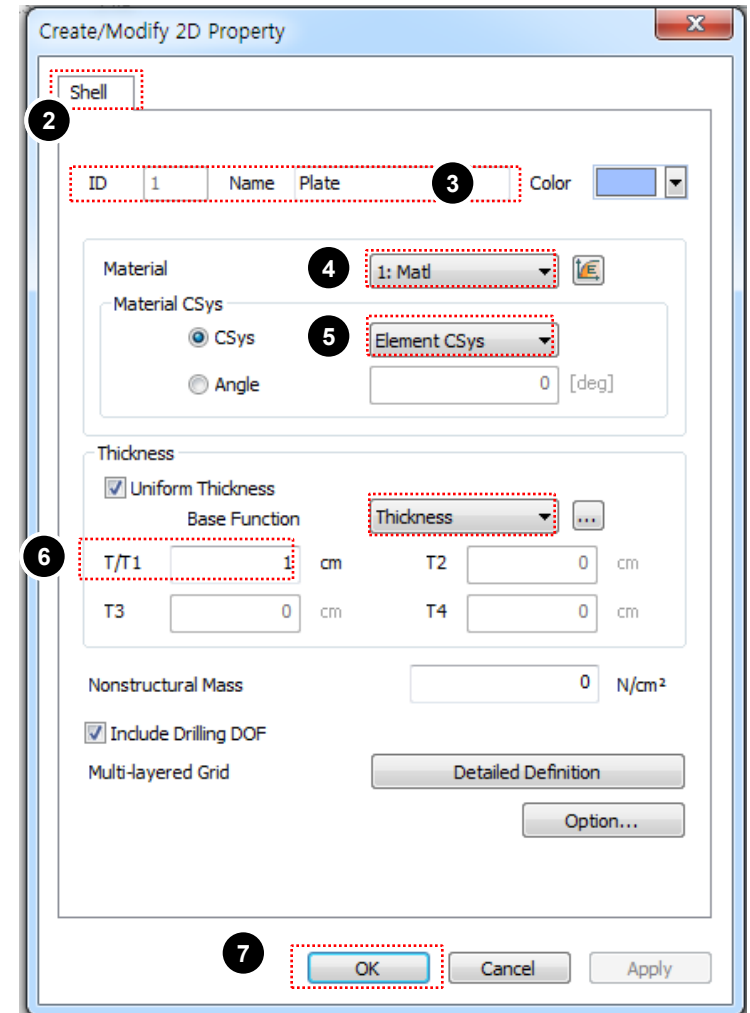 Create/Modify 2D Property
Shell
2
ID 1 Name Plate 3 Color
Material 4 1: Matl
Material CSys
CSys 5 Element CSys
Angle 0 [deg]
Thickness
Uniform Thickness
Base Function Thickness ...
6 T/T1 1 cm T2 0 cm
T3 0 cm T4 0 cm
Nonstructural Mass 0 N/cm²
Include Drilling DOF
Multi-layered Grid Detailed Definition
Option...
7 OK Cancel Apply